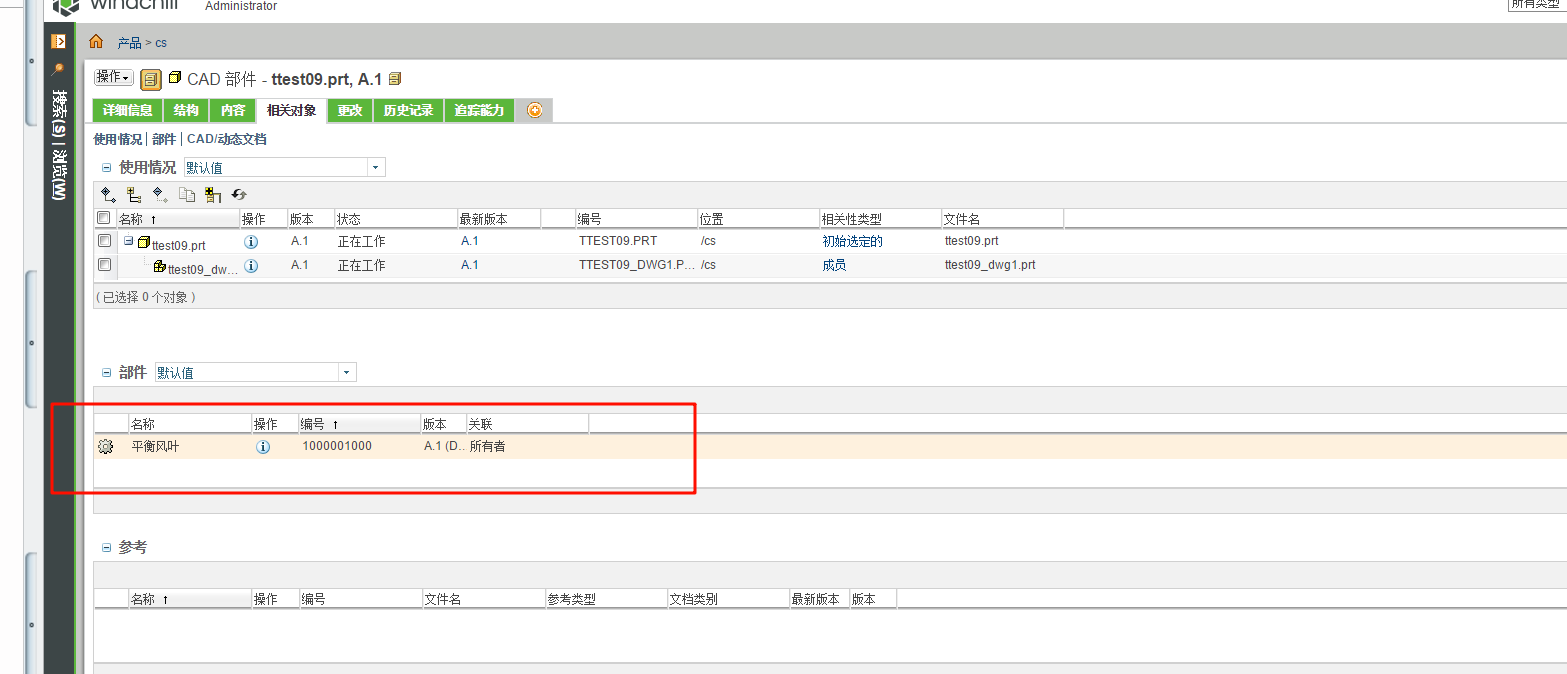 windchill
Administrator
所有类型
产品 > cs
搜索(S) | 浏览(W)
操作 CAD 部件 - ttest09.prt, A.1
详细信息 结构 内容 相关对象 更改 历史记录 追踪能力
使用情况 | 部件 | CAD/动态文档
使用情况 默认值
名称 ↑ 操作 版本 状态 最新版本 编号 位置 相关性类型 文件名
ttest09.prt A.1 正在工作 A.1 TTEST09.PRT /cs 初始选定的 ttest09.prt
ttest09_dw... A.1 正在工作 A.1 TTEST09_DWG1.P... /cs 成员 ttest09_dwg1.prt
( 已选择 0 个对象 )
部件 默认值
名称 操作 编号 ↑ 版本 关联
平衡风叶 1000001000 A.1 (D... 所有者
参考
名称 ↑ 操作 编号 文件名 参考类型 文档类别 最新版本 版本